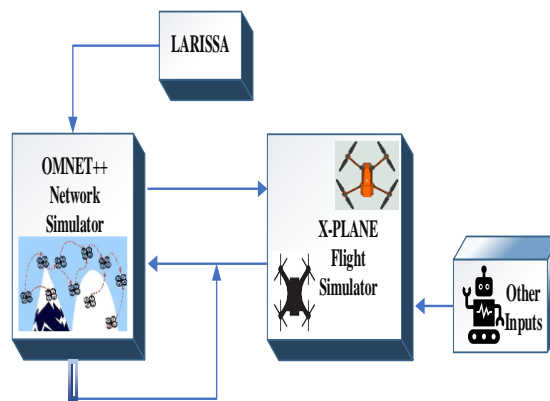 LARISSA
OMNET++
Network
Simulator
X-PLANE
Flight
Simulator
Other
Inputs